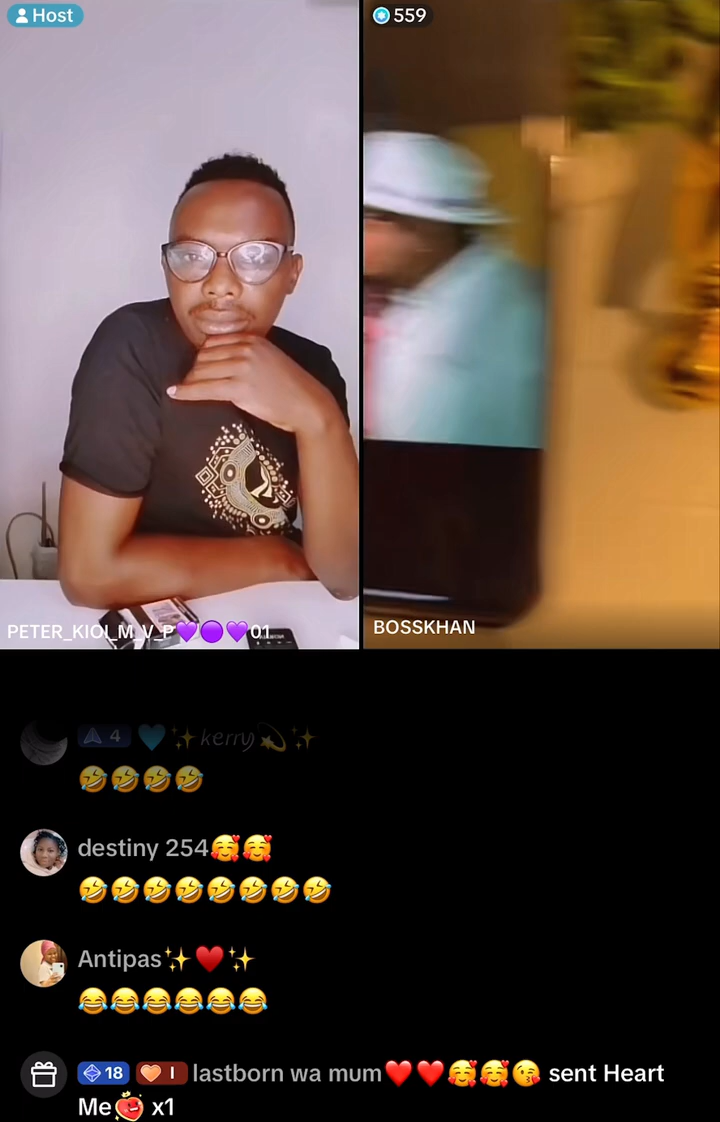 Host
559
PETER_KIOI_M_V_P💜🟣💜01
BOSSKHAN
4 🩵✨kerry💫✨
🤣🤣🤣🤣
destiny 254🥰🥰
🤣🤣🤣🤣🤣🤣🤣🤣
Antipas✨❤️✨
😂😂😂😂😂😂
18 I lastborn wa mum❤️❤️🥰🥰😘 sent Heart
Me x1